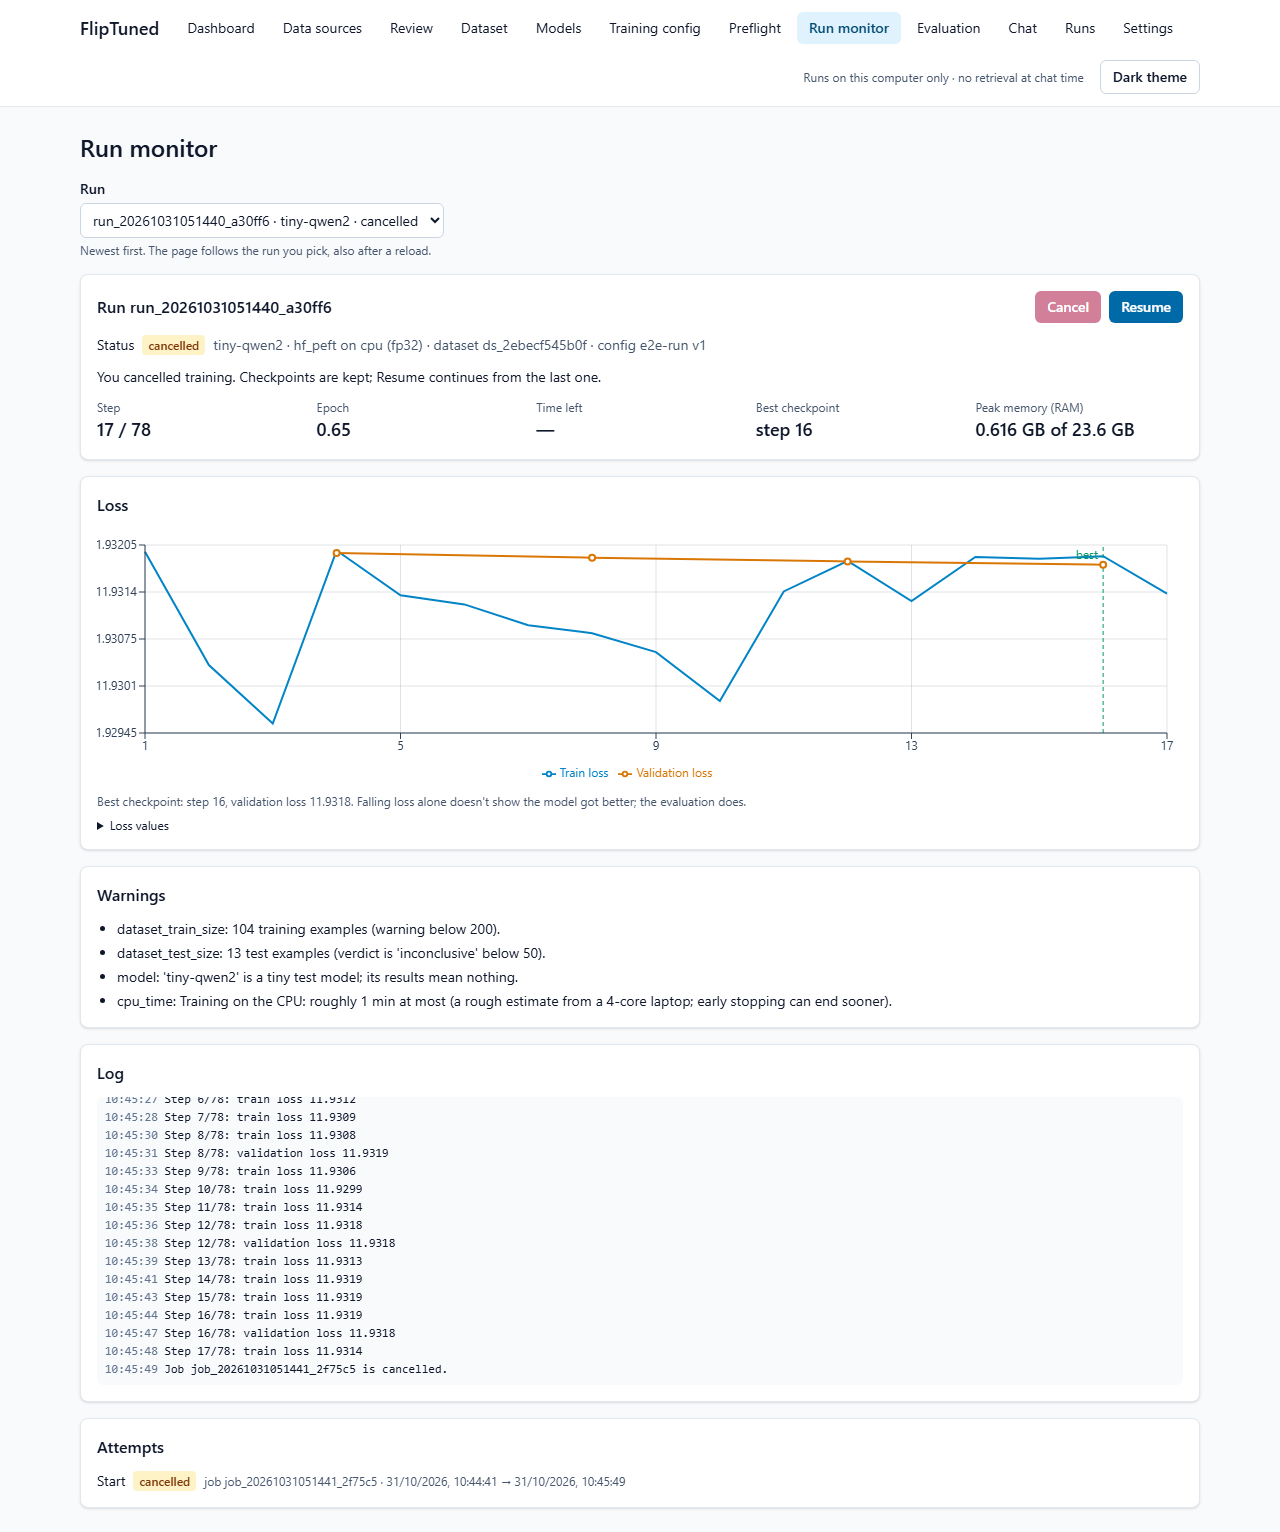 FlipTuned
Dashboard
Data sources
Review
Dataset
Models
Training config
Preflight
Run monitor
Evaluation
Chat
Runs
Settings
Runs on this computer only · no retrieval at chat time
Dark theme
Run monitor
Run
run_20261031051440_a30ff6 · tiny-qwen2 · cancelled
Newest first. The page follows the run you pick, also after a reload.
Run run_20261031051440_a30ff6
Cancel
Resume
Status cancelled tiny-qwen2 · hf_peft on cpu (fp32) · dataset ds_2ebecf545b0f · config e2e-run v1
You cancelled training. Checkpoints are kept; Resume continues from the last one.
Step
17 / 78
Epoch
0.65
Time left
—
Best checkpoint
step 16
Peak memory (RAM)
0.616 GB of 23.6 GB
Loss
1.93205
11.9314
1.93075
11.9301
1.92945
best
1
5
9
13
17
Train loss
Validation loss
Best checkpoint: step 16, validation loss 11.9318. Falling loss alone doesn't show the model got better; the evaluation does.
Loss values
Warnings
dataset_train_size: 104 training examples (warning below 200).
dataset_test_size: 13 test examples (verdict is 'inconclusive' below 50).
model: 'tiny-qwen2' is a tiny test model; its results mean nothing.
cpu_time: Training on the CPU: roughly 1 min at most (a rough estimate from a 4-core laptop; early stopping can end sooner).
Log
10:45:27 Step 6/78: train loss 11.9312
10:45:28 Step 7/78: train loss 11.9309
10:45:30 Step 8/78: train loss 11.9308
10:45:31 Step 8/78: validation loss 11.9319
10:45:33 Step 9/78: train loss 11.9306
10:45:34 Step 10/78: train loss 11.9299
10:45:35 Step 11/78: train loss 11.9314
10:45:36 Step 12/78: train loss 11.9318
10:45:38 Step 12/78: validation loss 11.9318
10:45:39 Step 13/78: train loss 11.9313
10:45:41 Step 14/78: train loss 11.9319
10:45:43 Step 15/78: train loss 11.9319
10:45:44 Step 16/78: train loss 11.9319
10:45:47 Step 16/78: validation loss 11.9318
10:45:48 Step 17/78: train loss 11.9314
10:45:49 Job job_20261031051441_2f75c5 is cancelled.
Attempts
Start cancelled job job_20261031051441_2f75c5 · 31/10/2026, 10:44:41 → 31/10/2026, 10:45:49